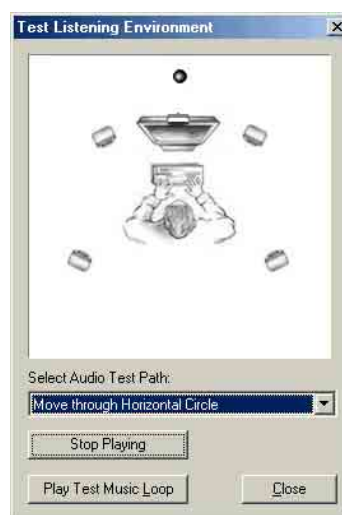 Test Listening Environment
Select Audio Test Path:
Move through Horizontal Circle
Stop Playing
Play Test Music Loop
Close